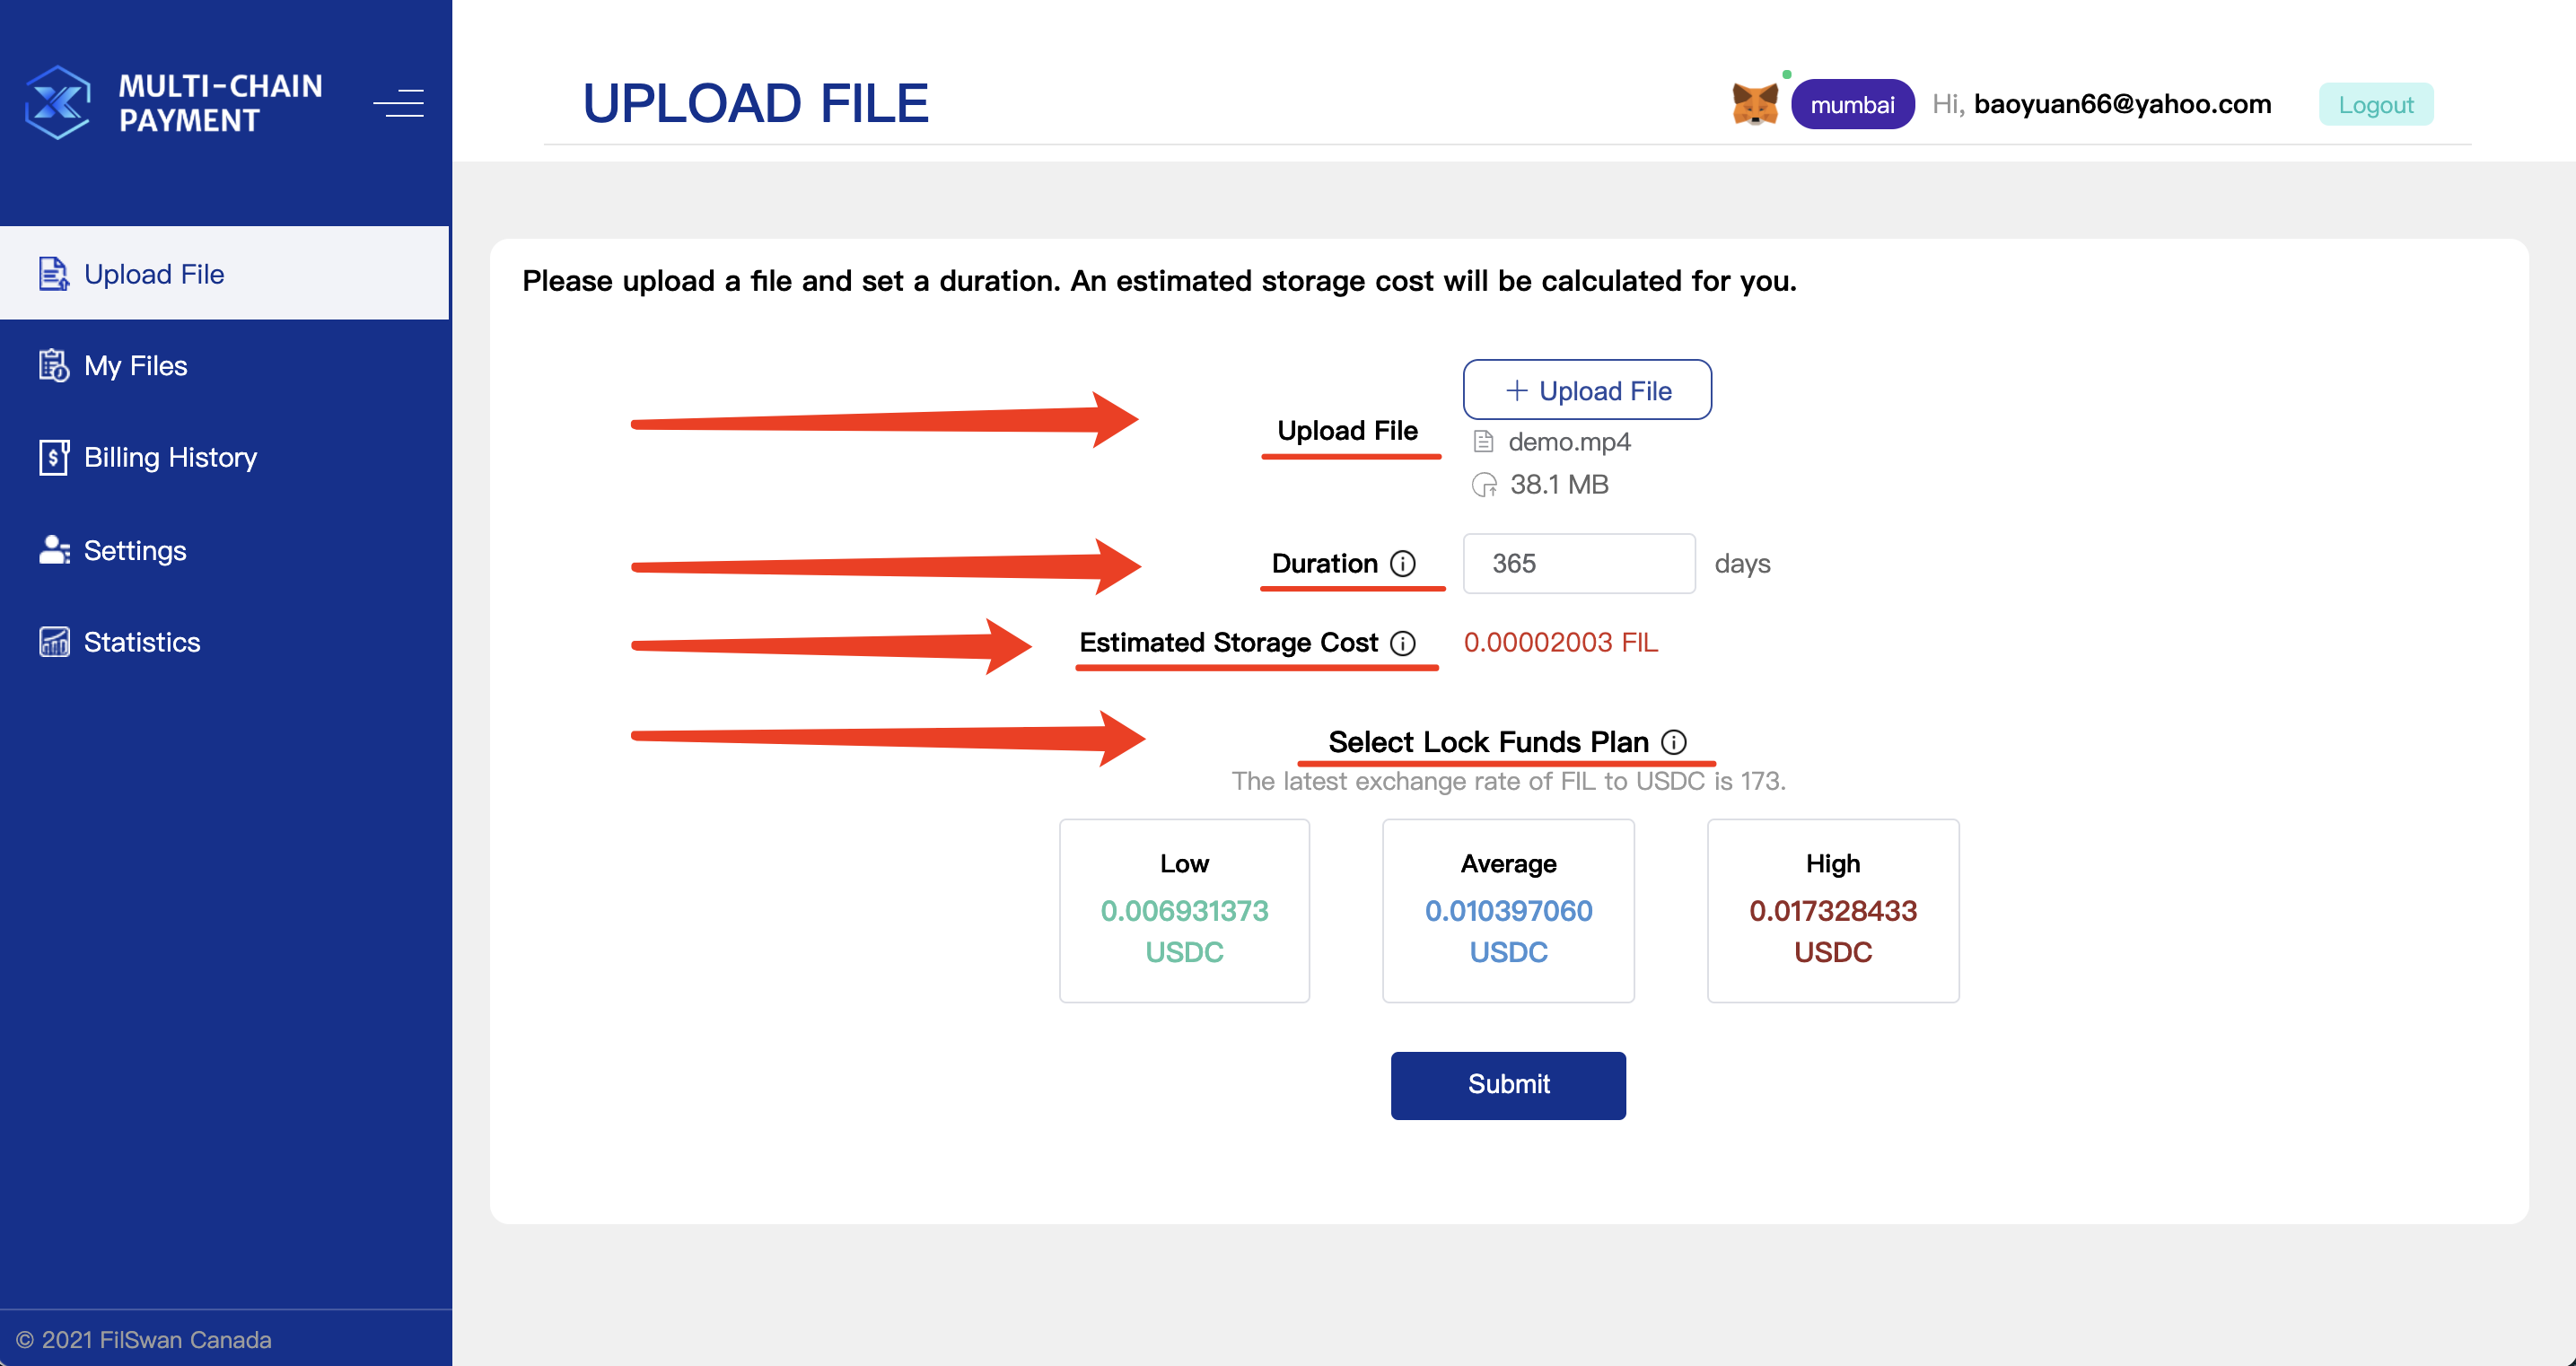 MULTI-CHAIN
PAYMENT
UPLOAD FILE
mumbai Hi, baoyuan66@yahoo.com Logout
Upload File
My Files
Billing History
Settings
Statistics
© 2021 FilSwan Canada
Please upload a file and set a duration. An estimated storage cost will be calculated for you.
Upload File
+ Upload File
demo.mp4
38.1 MB
Duration 365 days
Estimated Storage Cost 0.00002003 FIL
Select Lock Funds Plan
The latest exchange rate of FIL to USDC is 173.
Low
0.006931373
USDC
Average
0.010397060
USDC
High
0.017328433
USDC
Submit